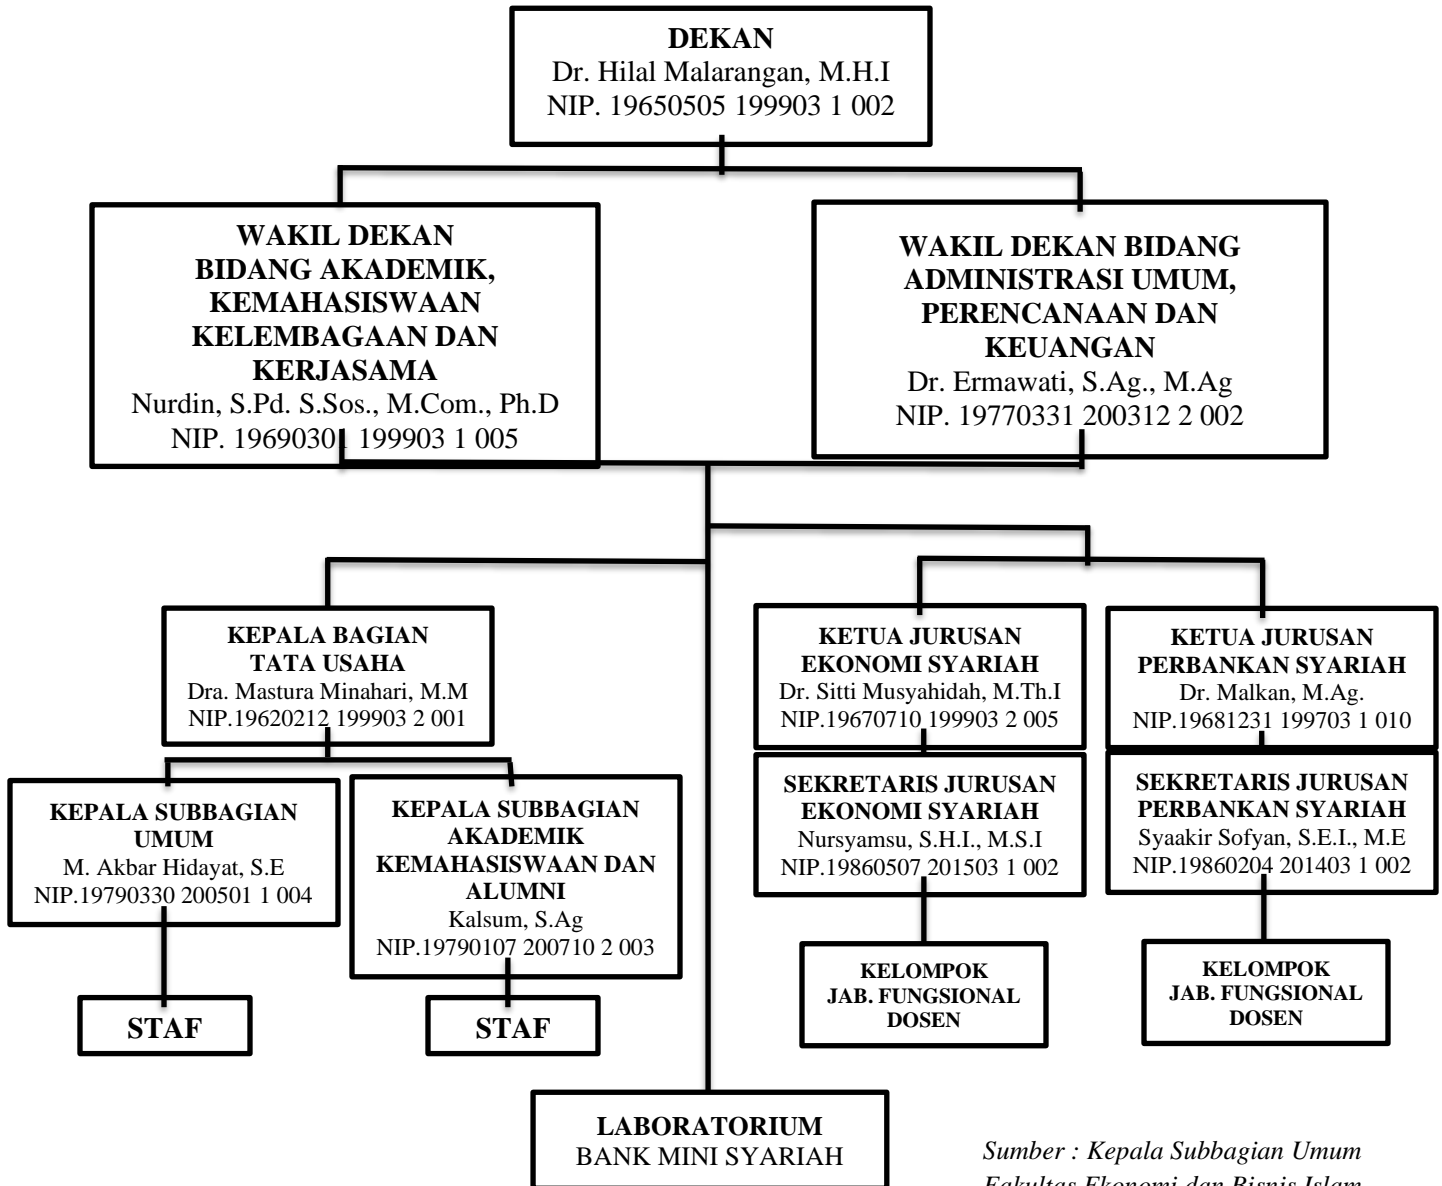 DEKAN
Dr. Hilal Malarangan, M.H.I
NIP. 19650505 199903 1 002
WAKIL DEKAN
BIDANG AKADEMIK,
KEMAHASISWAAN
KELEMBAGAAN DAN
KERJASAMA
Nurdin, S.Pd. S.Sos., M.Com., Ph.D
NIP. 19690301 199903 1 005
WAKIL DEKAN BIDANG
ADMINISTRASI UMUM,
PERENCANAAN DAN
KEUANGAN
Dr. Ermawati, S.Ag., M.Ag
NIP. 19770331 200312 2 002
KEPALA BAGIAN
TATA USAHA
Dra. Mastura Minahari, M.M
NIP.19620212 199903 2 001
KETUA JURUSAN
EKONOMI SYARIAH
Dr. Sitti Musyahidah, M.Th.I
NIP.19670710 199903 2 005
KETUA JURUSAN
PERBANKAN SYARIAH
Dr. Malkan, M.Ag.
NIP.19681231 199703 1 010
KEPALA SUBBAGIAN
UMUM
M. Akbar Hidayat, S.E
NIP.19790330 200501 1 004
KEPALA SUBBAGIAN
AKADEMIK
KEMAHASISWAAN DAN
ALUMNI
Kalsum, S.Ag
NIP.19790107 200710 2 003
SEKRETARIS JURUSAN
EKONOMI SYARIAH
Nursyamsu, S.H.I., M.S.I
NIP.19860507 201503 1 002
SEKRETARIS JURUSAN
PERBANKAN SYARIAH
Syaakir Sofyan, S.E.I., M.E
NIP.19860204 201403 1 002
STAF
STAF
KELOMPOK
JAB. FUNGSIONAL
DOSEN
KELOMPOK
JAB. FUNGSIONAL
DOSEN
LABORATORIUM
BANK MINI SYARIAH
Sumber : Kepala Subbagian Umum
Fakultas Ekonomi dan Bisnis Islam